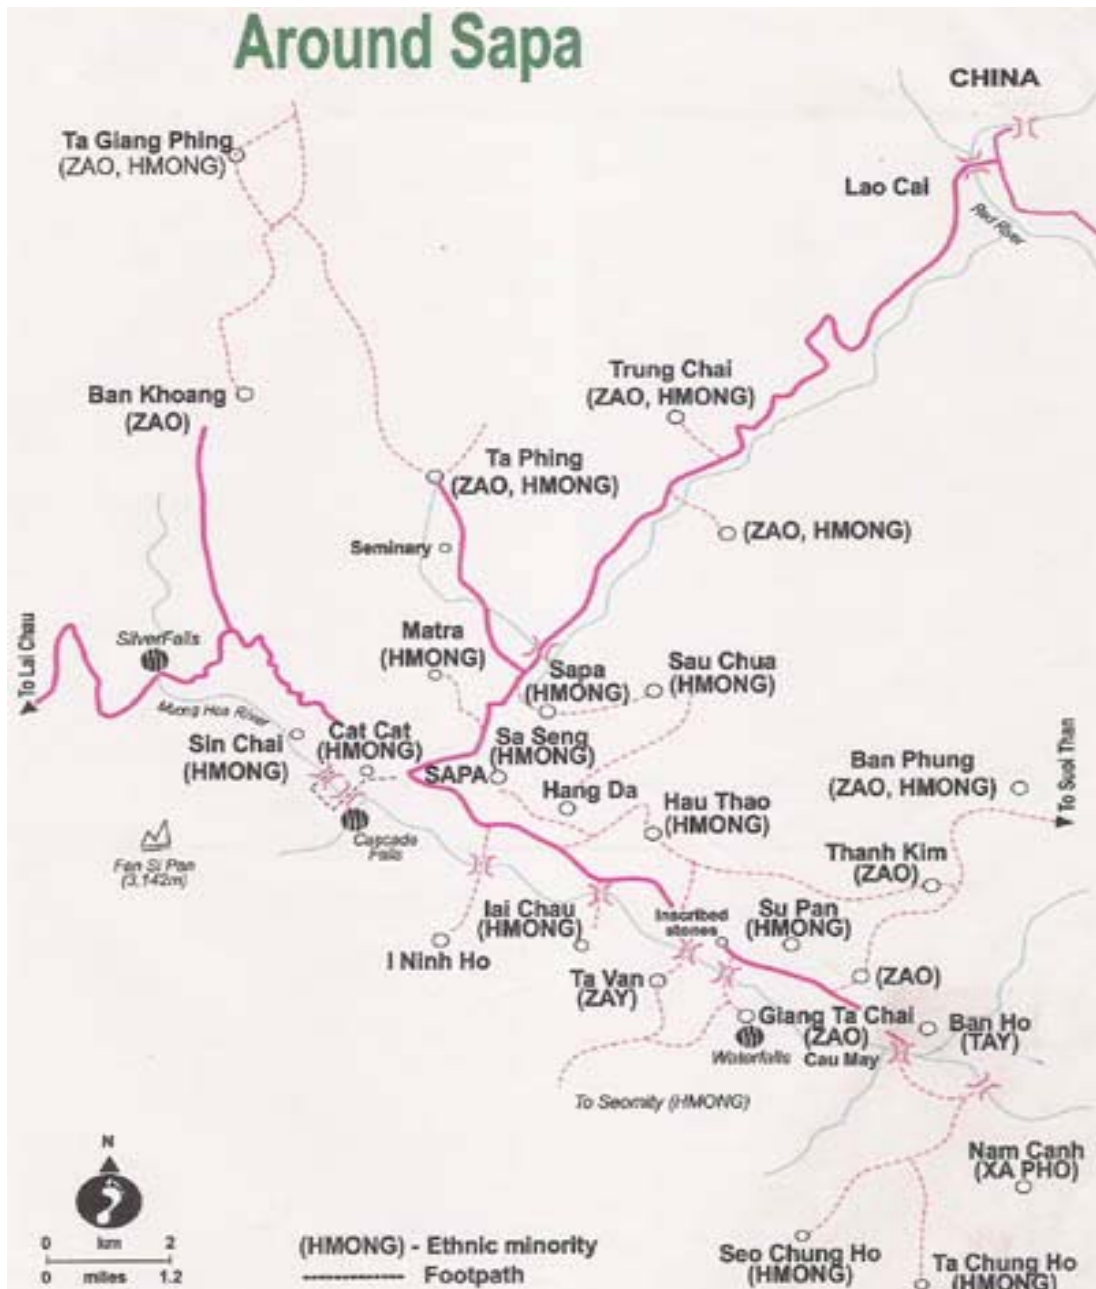 Around Sapa
CHINA
Ta Giang Phing
(ZAO, HMONG)
Lao Cai
Red River
Trung Chai
(ZAO, HMONG)
Ban Khoang
(ZAO)
Ta Phing
(ZAO, HMONG)
(ZAO, HMONG)
Seminary
To Lai Chau
SilverFalls
Matra
(HMONG)
Sapa
(HMONG)
Sau Chua
(HMONG)
Muong Hoa River
Sin Chai
(HMONG)
Cat Cat
(HMONG)
Sa Seng
(HMONG)
SAPA
Hang Da
Hau Thao
(HMONG)
Ban Phung
(ZAO, HMONG)
To Suoi Than
Fan Si Pan
(3,142m)
Cascade
Falls
Thanh Kim
(ZAO)
Iai Chau
(HMONG)
Inscribed
stones
Su Pan
(HMONG)
I Ninh Ho
Ta Van
(ZAY)
(ZAO)
Giang Ta Chai
(ZAO)
Cau May
Ban Ho
(TAY)
Waterfalls
To Seomity (HMONG)
Nam Canh
(XA PHO)
N
0 km 2
0 miles 1.2
(HMONG) - Ethnic minority
Footpath
Seo Chung Ho
(HMONG)
Ta Chung Ho
(HMONG)